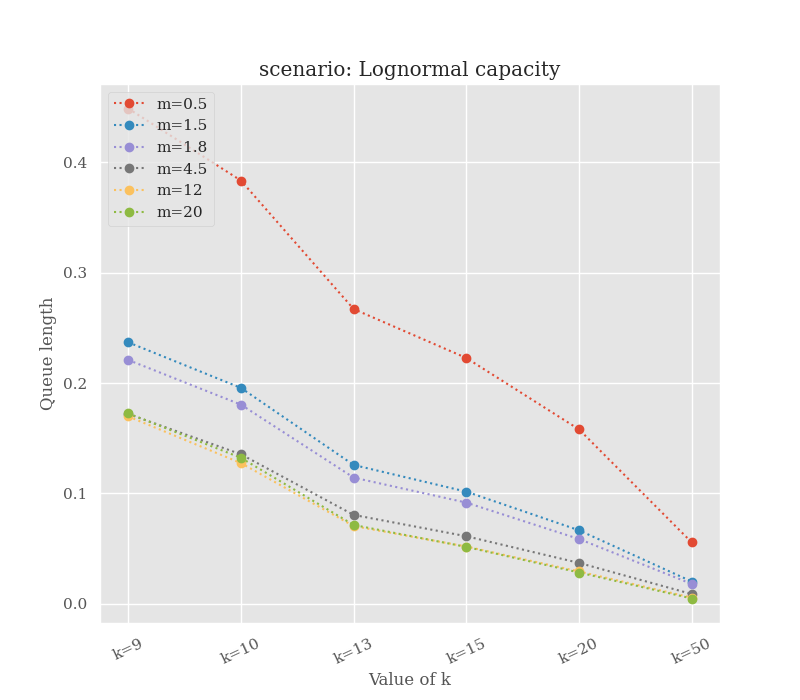 scenario: Lognormal capacity
m=0.5
m=1.5
m=1.8
m=4.5
m=12
m=20
Queue length
0.4
0.3
0.2
0.1
0.0
k=9
k=10
k=13
k=15
k=20
k=50
Value of k